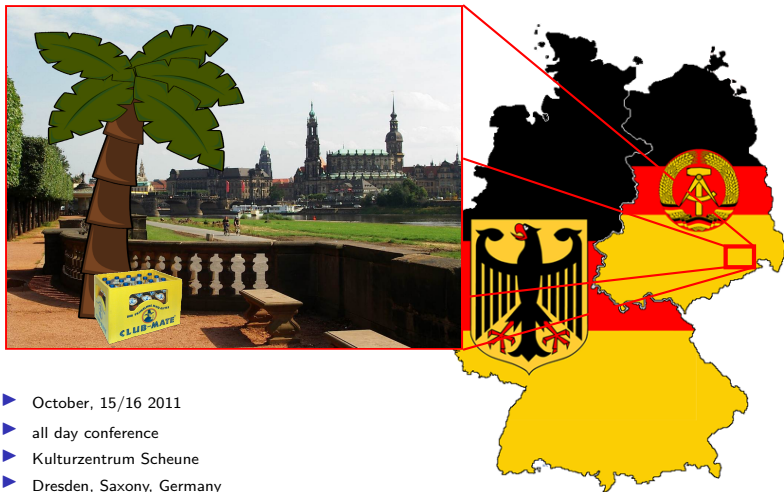 CLUB-MATE
October, 15/16 2011
all day conference
Kulturzentrum Scheune
Dresden, Saxony, Germany